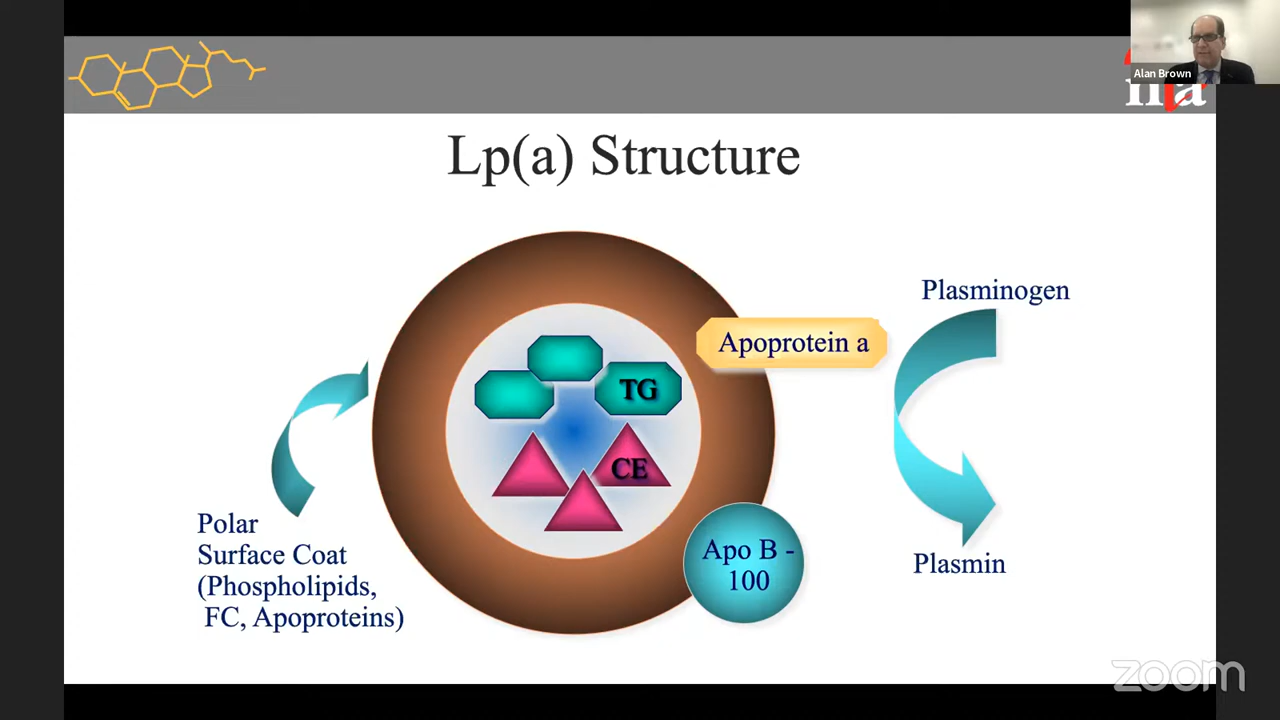 Alan Brown
Lp(a) Structure
Plasminogen
Apoprotein a
TG
CE
Apo B -
100
Plasmin
Polar
Surface Coat
(Phospholipids,
FC, Apoproteins)
zoom